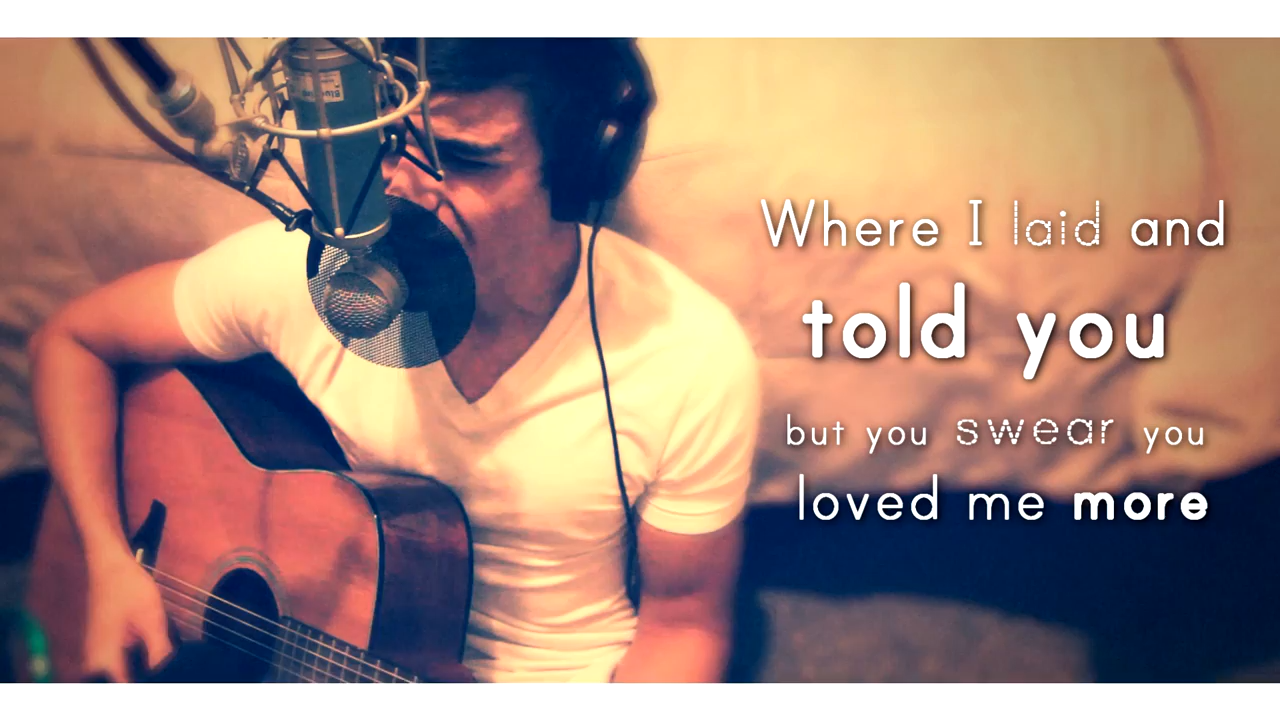 Where I laid and
told you
but you swear you
loved me more